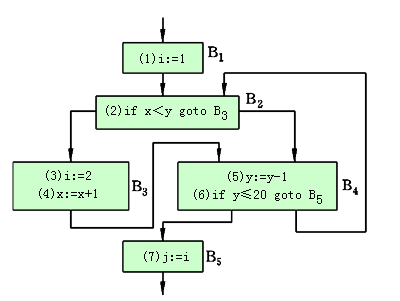 (1)i:=1 B1
(2)if x<y goto B3 B2
(3)i:=2
(4)x:=x+1 B3
(5)y:=y-1
(6)if y≤20 goto B5 B4
(7)j:=i B5